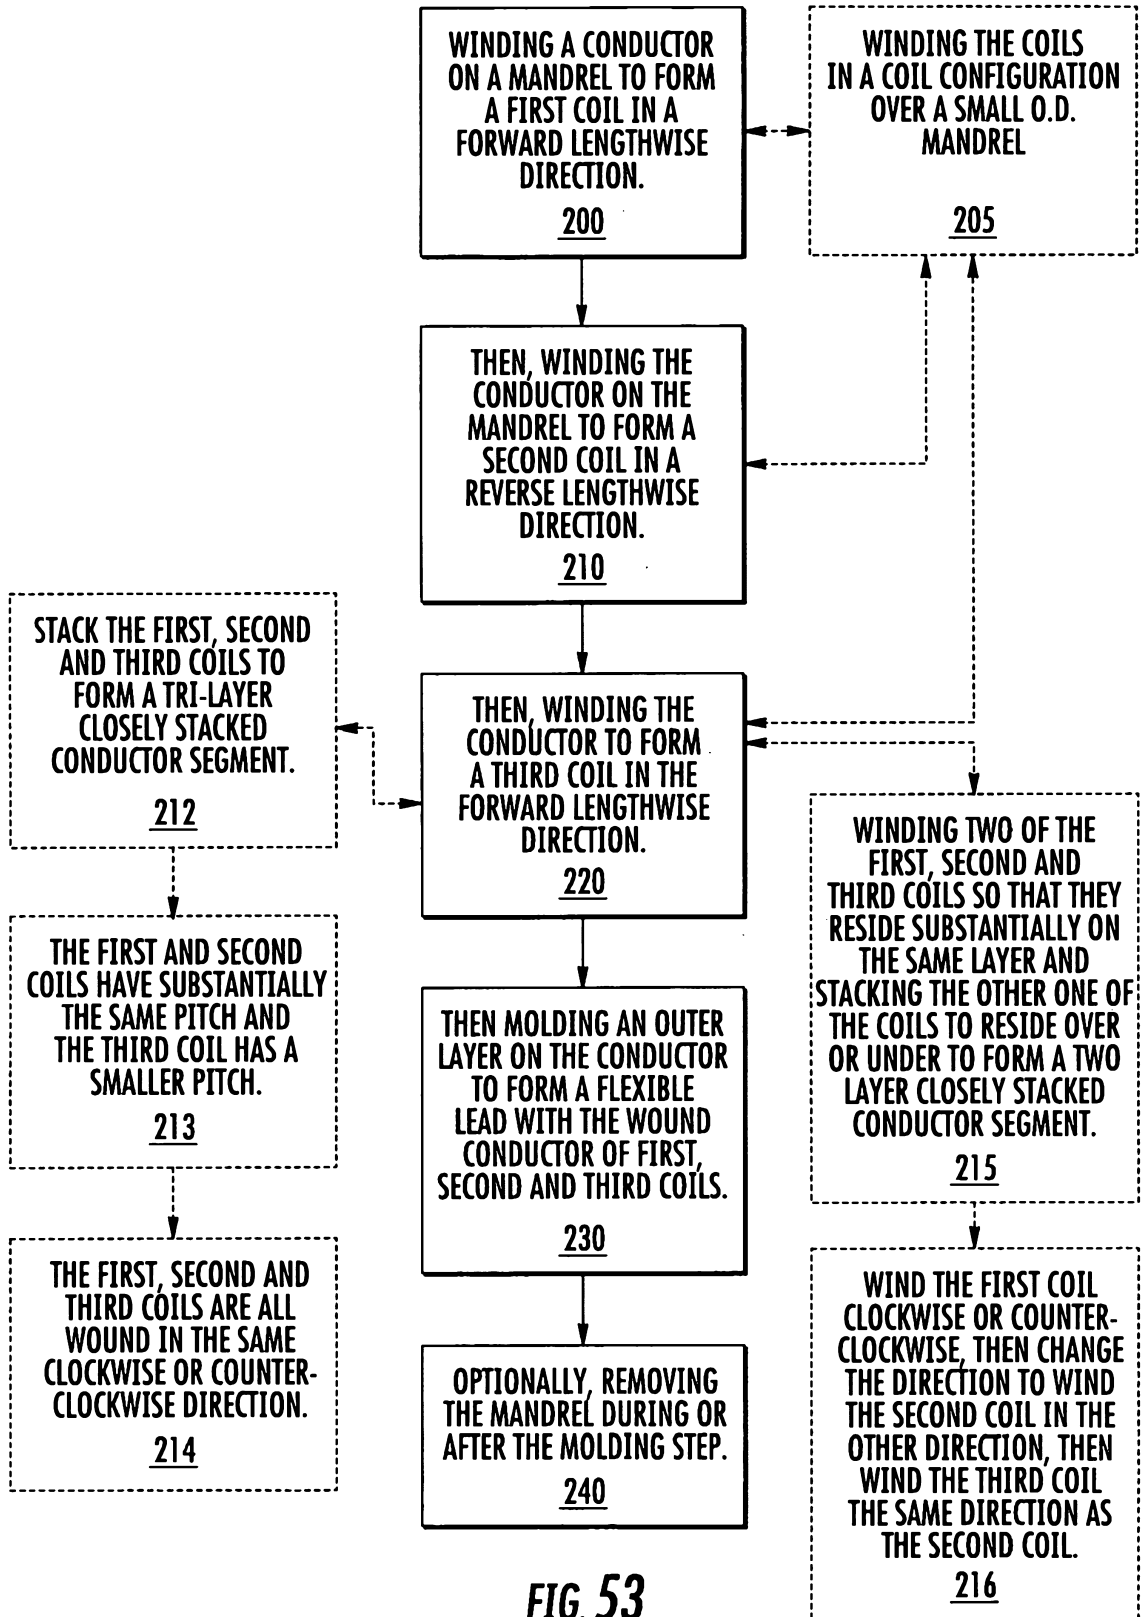 WINDING A CONDUCTOR
ON A MANDREL TO FORM
A FIRST COIL IN A
FORWARD LENGTHWISE
DIRECTION.
200
WINDING THE COILS
IN A COIL CONFIGURATION
OVER A SMALL O.D.
MANDREL
205
THEN, WINDING THE
CONDUCTOR ON THE
MANDREL TO FORM A
SECOND COIL IN A
REVERSE LENGTHWISE
DIRECTION.
210
STACK THE FIRST, SECOND
AND THIRD COILS TO
FORM A TRI-LAYER
CLOSELY STACKED
CONDUCTOR SEGMENT.
212
THEN, WINDING THE
CONDUCTOR TO FORM
A THIRD COIL IN THE
FORWARD LENGTHWISE
DIRECTION.
220
WINDING TWO OF THE
FIRST, SECOND AND
THIRD COILS SO THAT THEY
RESIDE SUBSTANTIALLY ON
THE SAME LAYER AND
STACKING THE OTHER ONE OF
THE COILS TO RESIDE OVER
OR UNDER TO FORM A TWO
LAYER CLOSELY STACKED
CONDUCTOR SEGMENT.
215
THE FIRST AND SECOND
COILS HAVE SUBSTANTIALLY
THE SAME PITCH AND
THE THIRD COIL HAS A
SMALLER PITCH.
213
THEN MOLDING AN OUTER
LAYER ON THE CONDUCTOR
TO FORM A FLEXIBLE
LEAD WITH THE WOUND
CONDUCTOR OF FIRST,
SECOND AND THIRD COILS.
230
THE FIRST, SECOND AND
THIRD COILS ARE ALL
WOUND IN THE SAME
CLOCKWISE OR COUNTER-
CLOCKWISE DIRECTION.
214
OPTIONALLY, REMOVING
THE MANDREL DURING OR
AFTER THE MOLDING STEP.
240
WIND THE FIRST COIL
CLOCKWISE OR COUNTER-
CLOCKWISE, THEN CHANGE
THE DIRECTION TO WIND
THE SECOND COIL IN THE
OTHER DIRECTION, THEN
WIND THE THIRD COIL
THE SAME DIRECTION AS
THE SECOND COIL.
216
FIG. 53